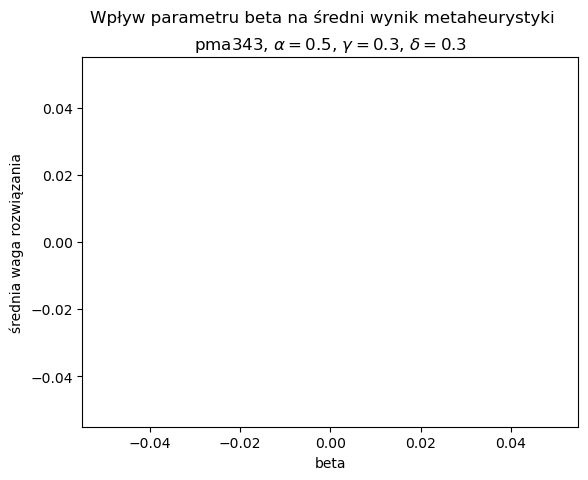 Wpływ parametru beta na średni wynik metaheurystyki
pma343, α = 0.5, γ = 0.3, δ = 0.3
0.04
0.02
0.00
−0.02
−0.04
średnia waga rozwiązania
−0.04 −0.02 0.00 0.02 0.04
beta